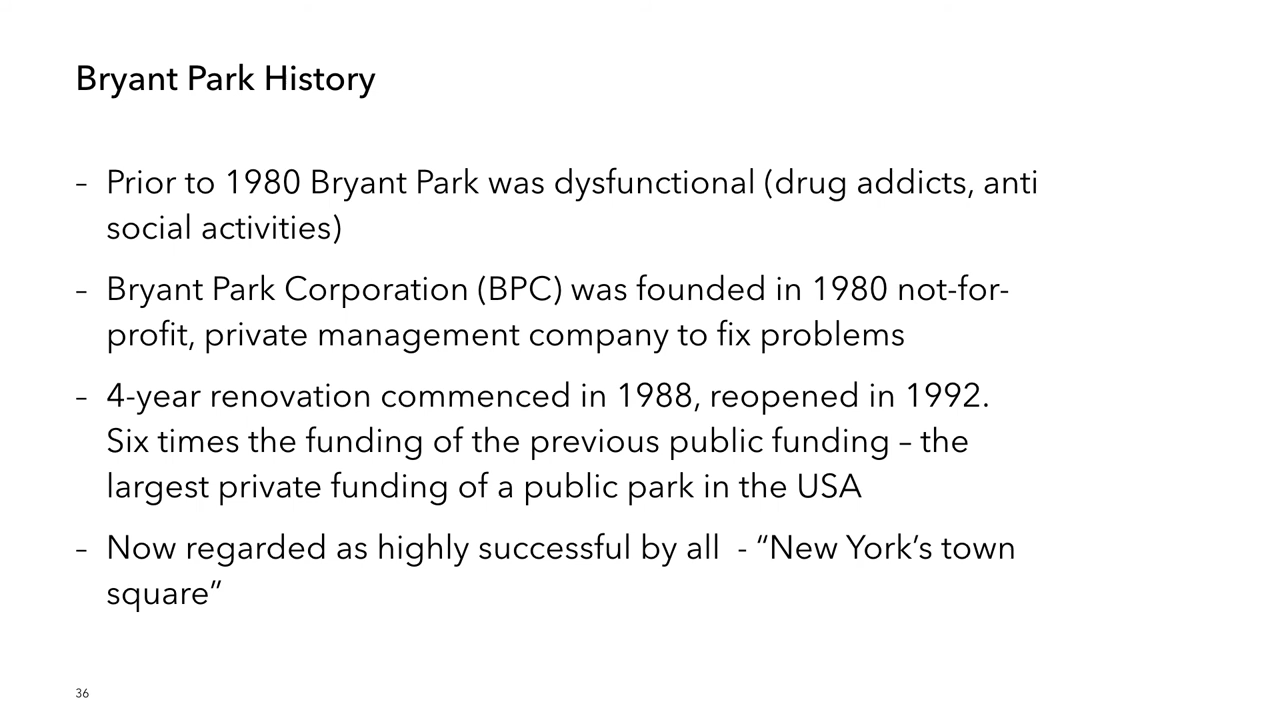 Bryant Park History
– Prior to 1980 Bryant Park was dysfunctional (drug addicts, anti
social activities)
– Bryant Park Corporation (BPC) was founded in 1980 not-for-
profit, private management company to fix problems
– 4-year renovation commenced in 1988, reopened in 1992.
Six times the funding of the previous public funding – the
largest private funding of a public park in the USA
– Now regarded as highly successful by all  - “New York’s town
square”
36